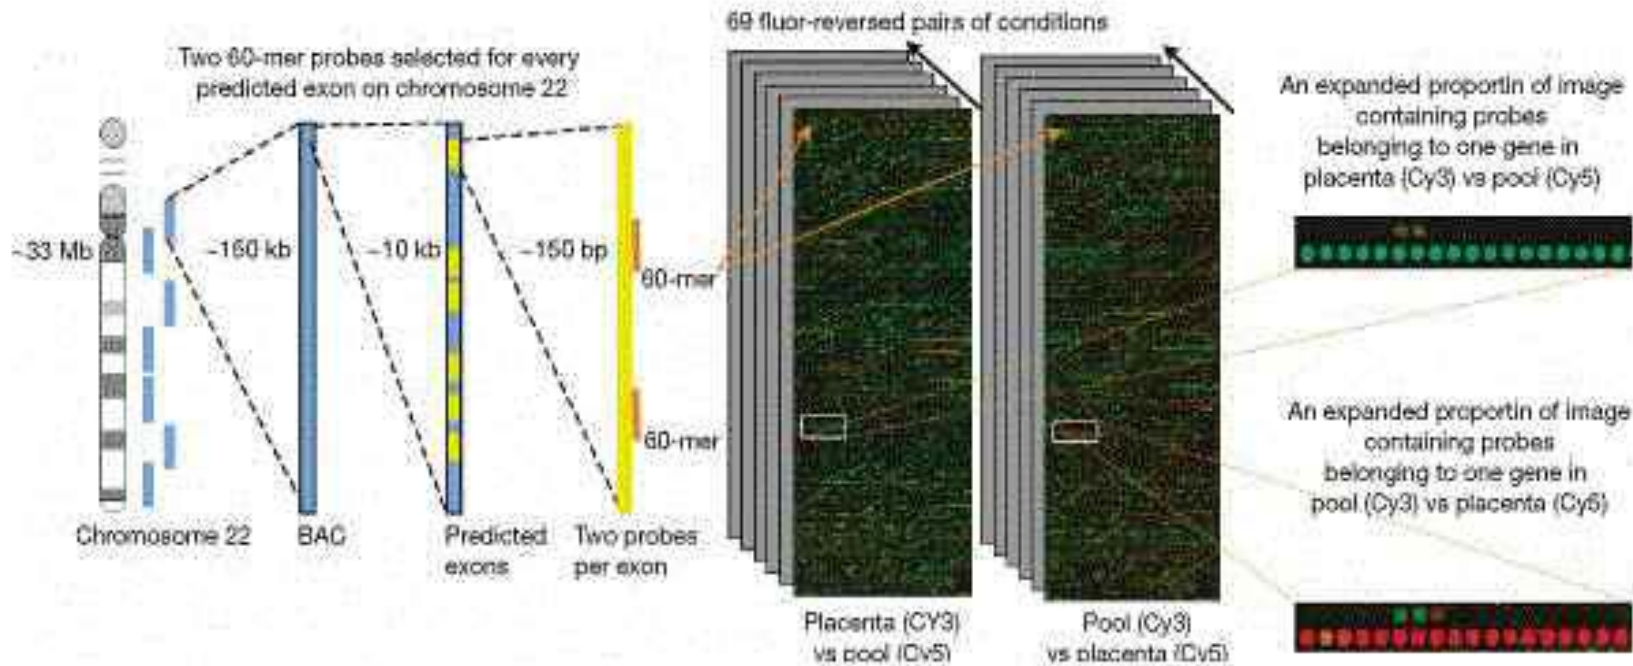 69 fluor-reversed pairs of conditions
Two 60-mer probes selected for every
predicted exon on chromosome 22
~33 Mb
~150 kb
~10 kb
~150 bp
60-mer
60-mer
Chromosome 22
BAC
Predicted
exons
Two probes
per exon
Placenta (CY3)
vs pool (Cy5)
Pool (Cy3)
vs placenta (Cy5)
An expanded proportin of image
containing probes
belonging to one gene in
placenta (Cy3) vs pool (Cy5)
An expanded proportin of image
containing probes
belonging to one gene in
pool (Cy3) vs placenta (Cy5)